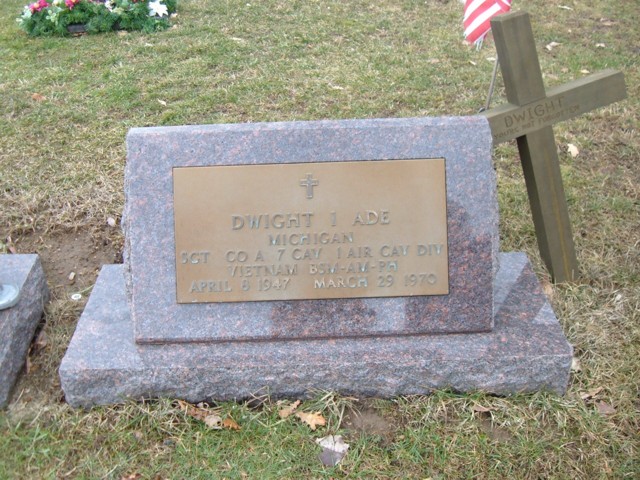 DWIGHT I ADE
MICHIGAN
SGT CO A 7 CAV 1 AIR CAV DIV
VIETNAM BSM-AM-PH
APRIL 8 1947 MARCH 29 1970
DWIGHT